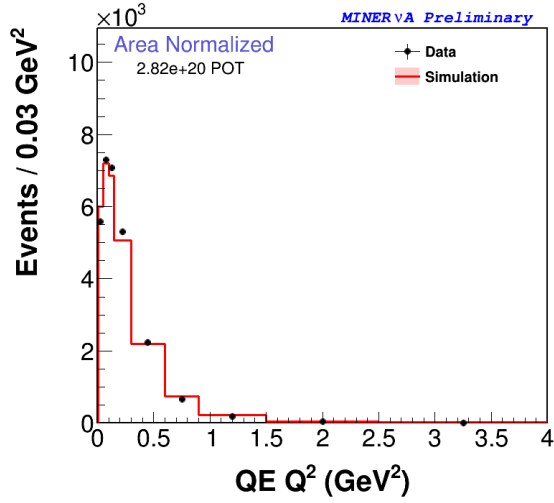 ×10³
MINERνA Preliminary
Area Normalized
2.82e+20 POT
Data
Simulation
Events / 0.03 GeV²
10
8
6
4
2
0
0 0.5 1 1.5 2 2.5 3 3.5 4
QE Q² (GeV²)